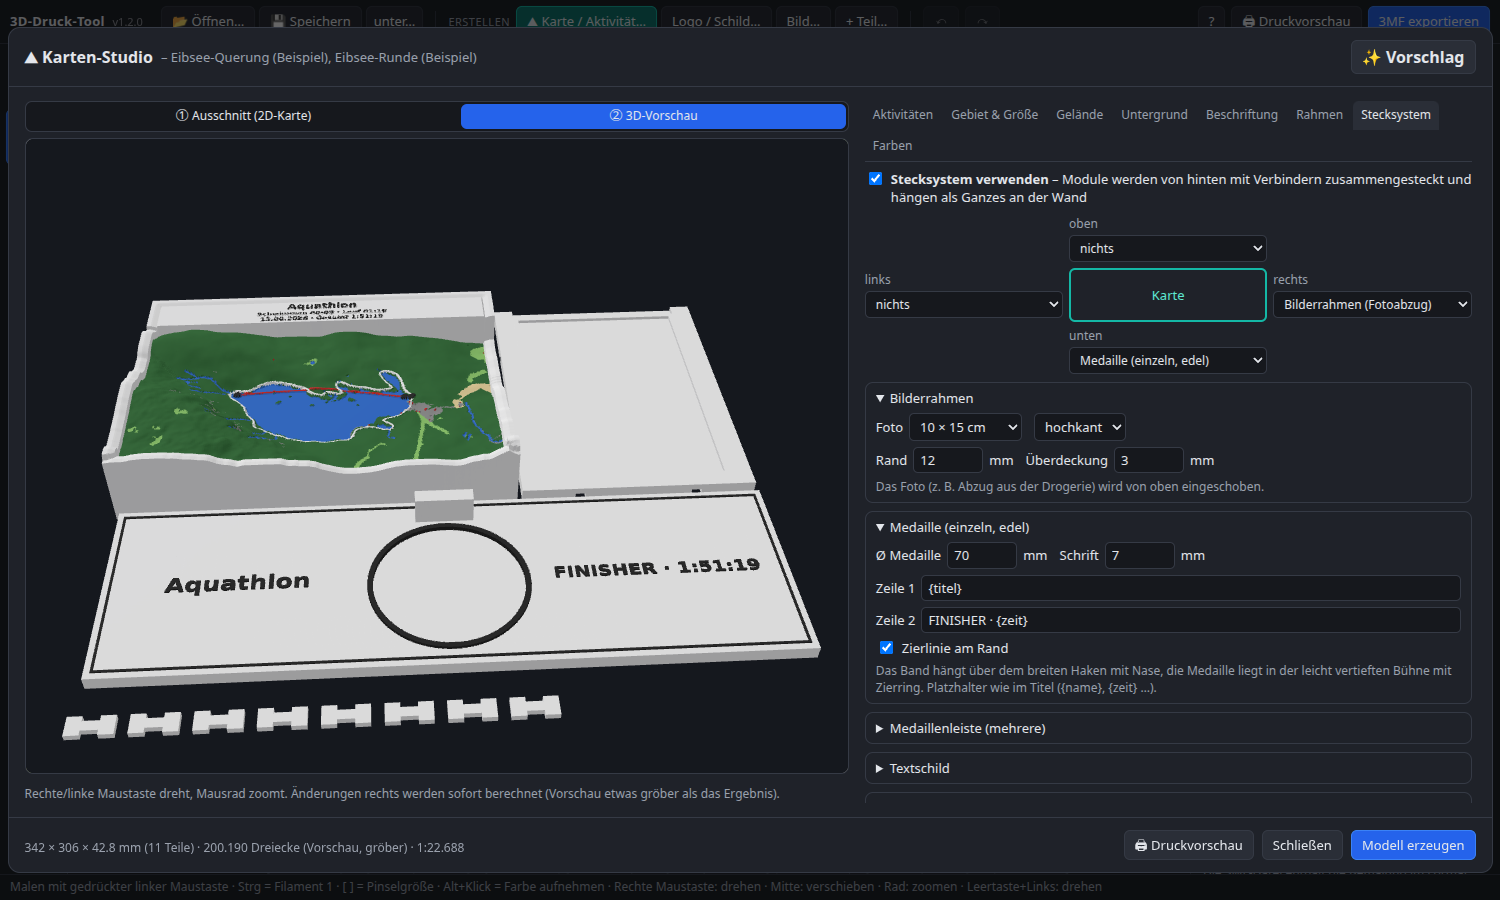 3D-Druck-Tool v1.2.0 📂 Öffnen... 💾 Speichern unter... ERSTELLEN ▲ Karte / Aktivität... Logo / Schild... Bild... + Teil... ? 🖨 Druckvorschau 3MF exportieren
▲ Karten-Studio – Eibsee-Querung (Beispiel), Eibsee-Runde (Beispiel) ✨ Vorschlag
① Ausschnitt (2D-Karte) ② 3D-Vorschau
Aktivitäten Gebiet & Größe Gelände Untergrund Beschriftung Rahmen Stecksystem
Farben
Stecksystem verwenden – Module werden von hinten mit Verbindern zusammengesteckt und
hängen als Ganzes an der Wand
oben
nichts
links
nichts
Karte
rechts
Bilderrahmen (Fotoabzug)
unten
Medaille (einzeln, edel)
▼ Bilderrahmen
Foto 10 × 15 cm hochkant
Rand 12 mm Überdeckung 3 mm
Das Foto (z. B. Abzug aus der Drogerie) wird von oben eingeschoben.
▼ Medaille (einzeln, edel)
Ø Medaille 70 mm Schrift 7 mm
Zeile 1 {titel}
Zeile 2 FINISHER · {zeit}
Zierlinie am Rand
Das Band hängt über dem breiten Haken mit Nase, die Medaille liegt in der leicht vertieften Bühne mit
Zierring. Platzhalter wie im Titel ({name}, {zeit} ...).
▶ Medaillenleiste (mehrere)
▶ Textschild
Aquathlon
Aquathlon
FINISHER · 1:51:19
Rechte/linke Maustaste dreht, Mausrad zoomt. Änderungen rechts werden sofort berechnet (Vorschau etwas gröber als das Ergebnis).
342 × 306 × 42.8 mm (11 Teile) · 200.190 Dreiecke (Vorschau, gröber) · 1:22.688
🖨 Druckvorschau Schließen Modell erzeugen
Malen mit gedrückter linker Maustaste · Strg = Filament 1 · [ ] = Pinselgröße · Alt+Klick = Farbe aufnehmen · Rechte Maustaste: drehen · Mitte: verschieben · Rad: zoomen · Leertaste+Links: drehen